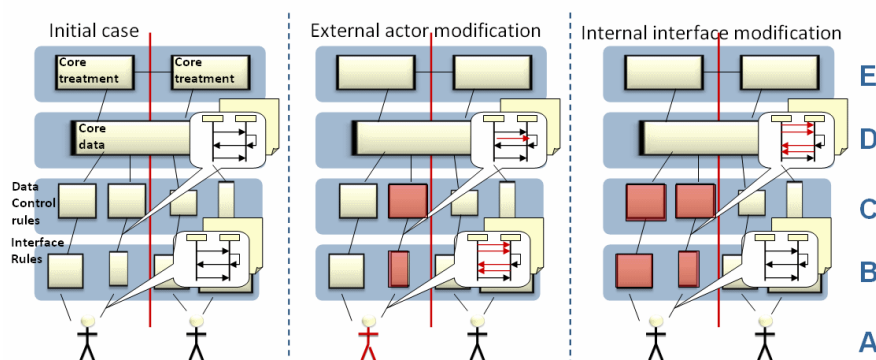 Initial case
External actor modification
Internal interface modification
Core
treatment
Core
treatment
E
Core
data
D
Data
Control
rules
C
Interface
Rules
B
A